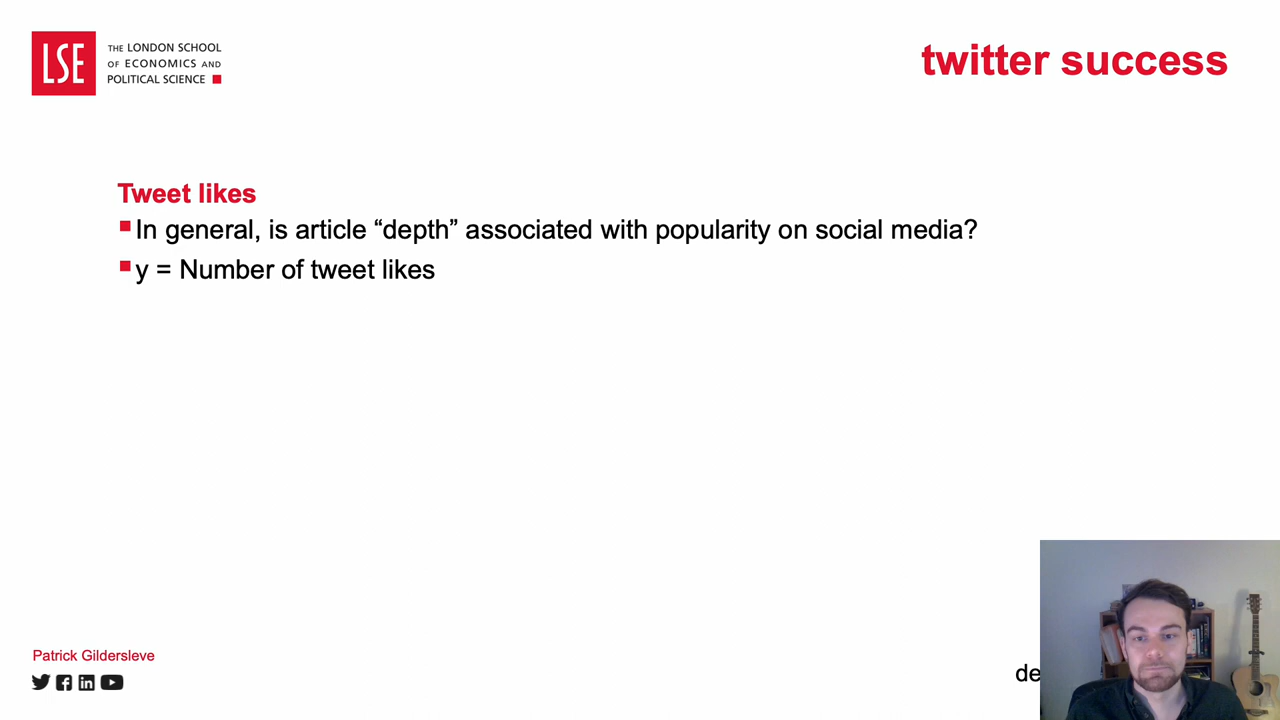 LSE
THE LONDON SCHOOL
OF ECONOMICS AND
POLITICAL SCIENCE
twitter success
Tweet likes
In general, is article “depth” associated with popularity on social media?
y = Number of tweet likes
Patrick Gildersleve
de